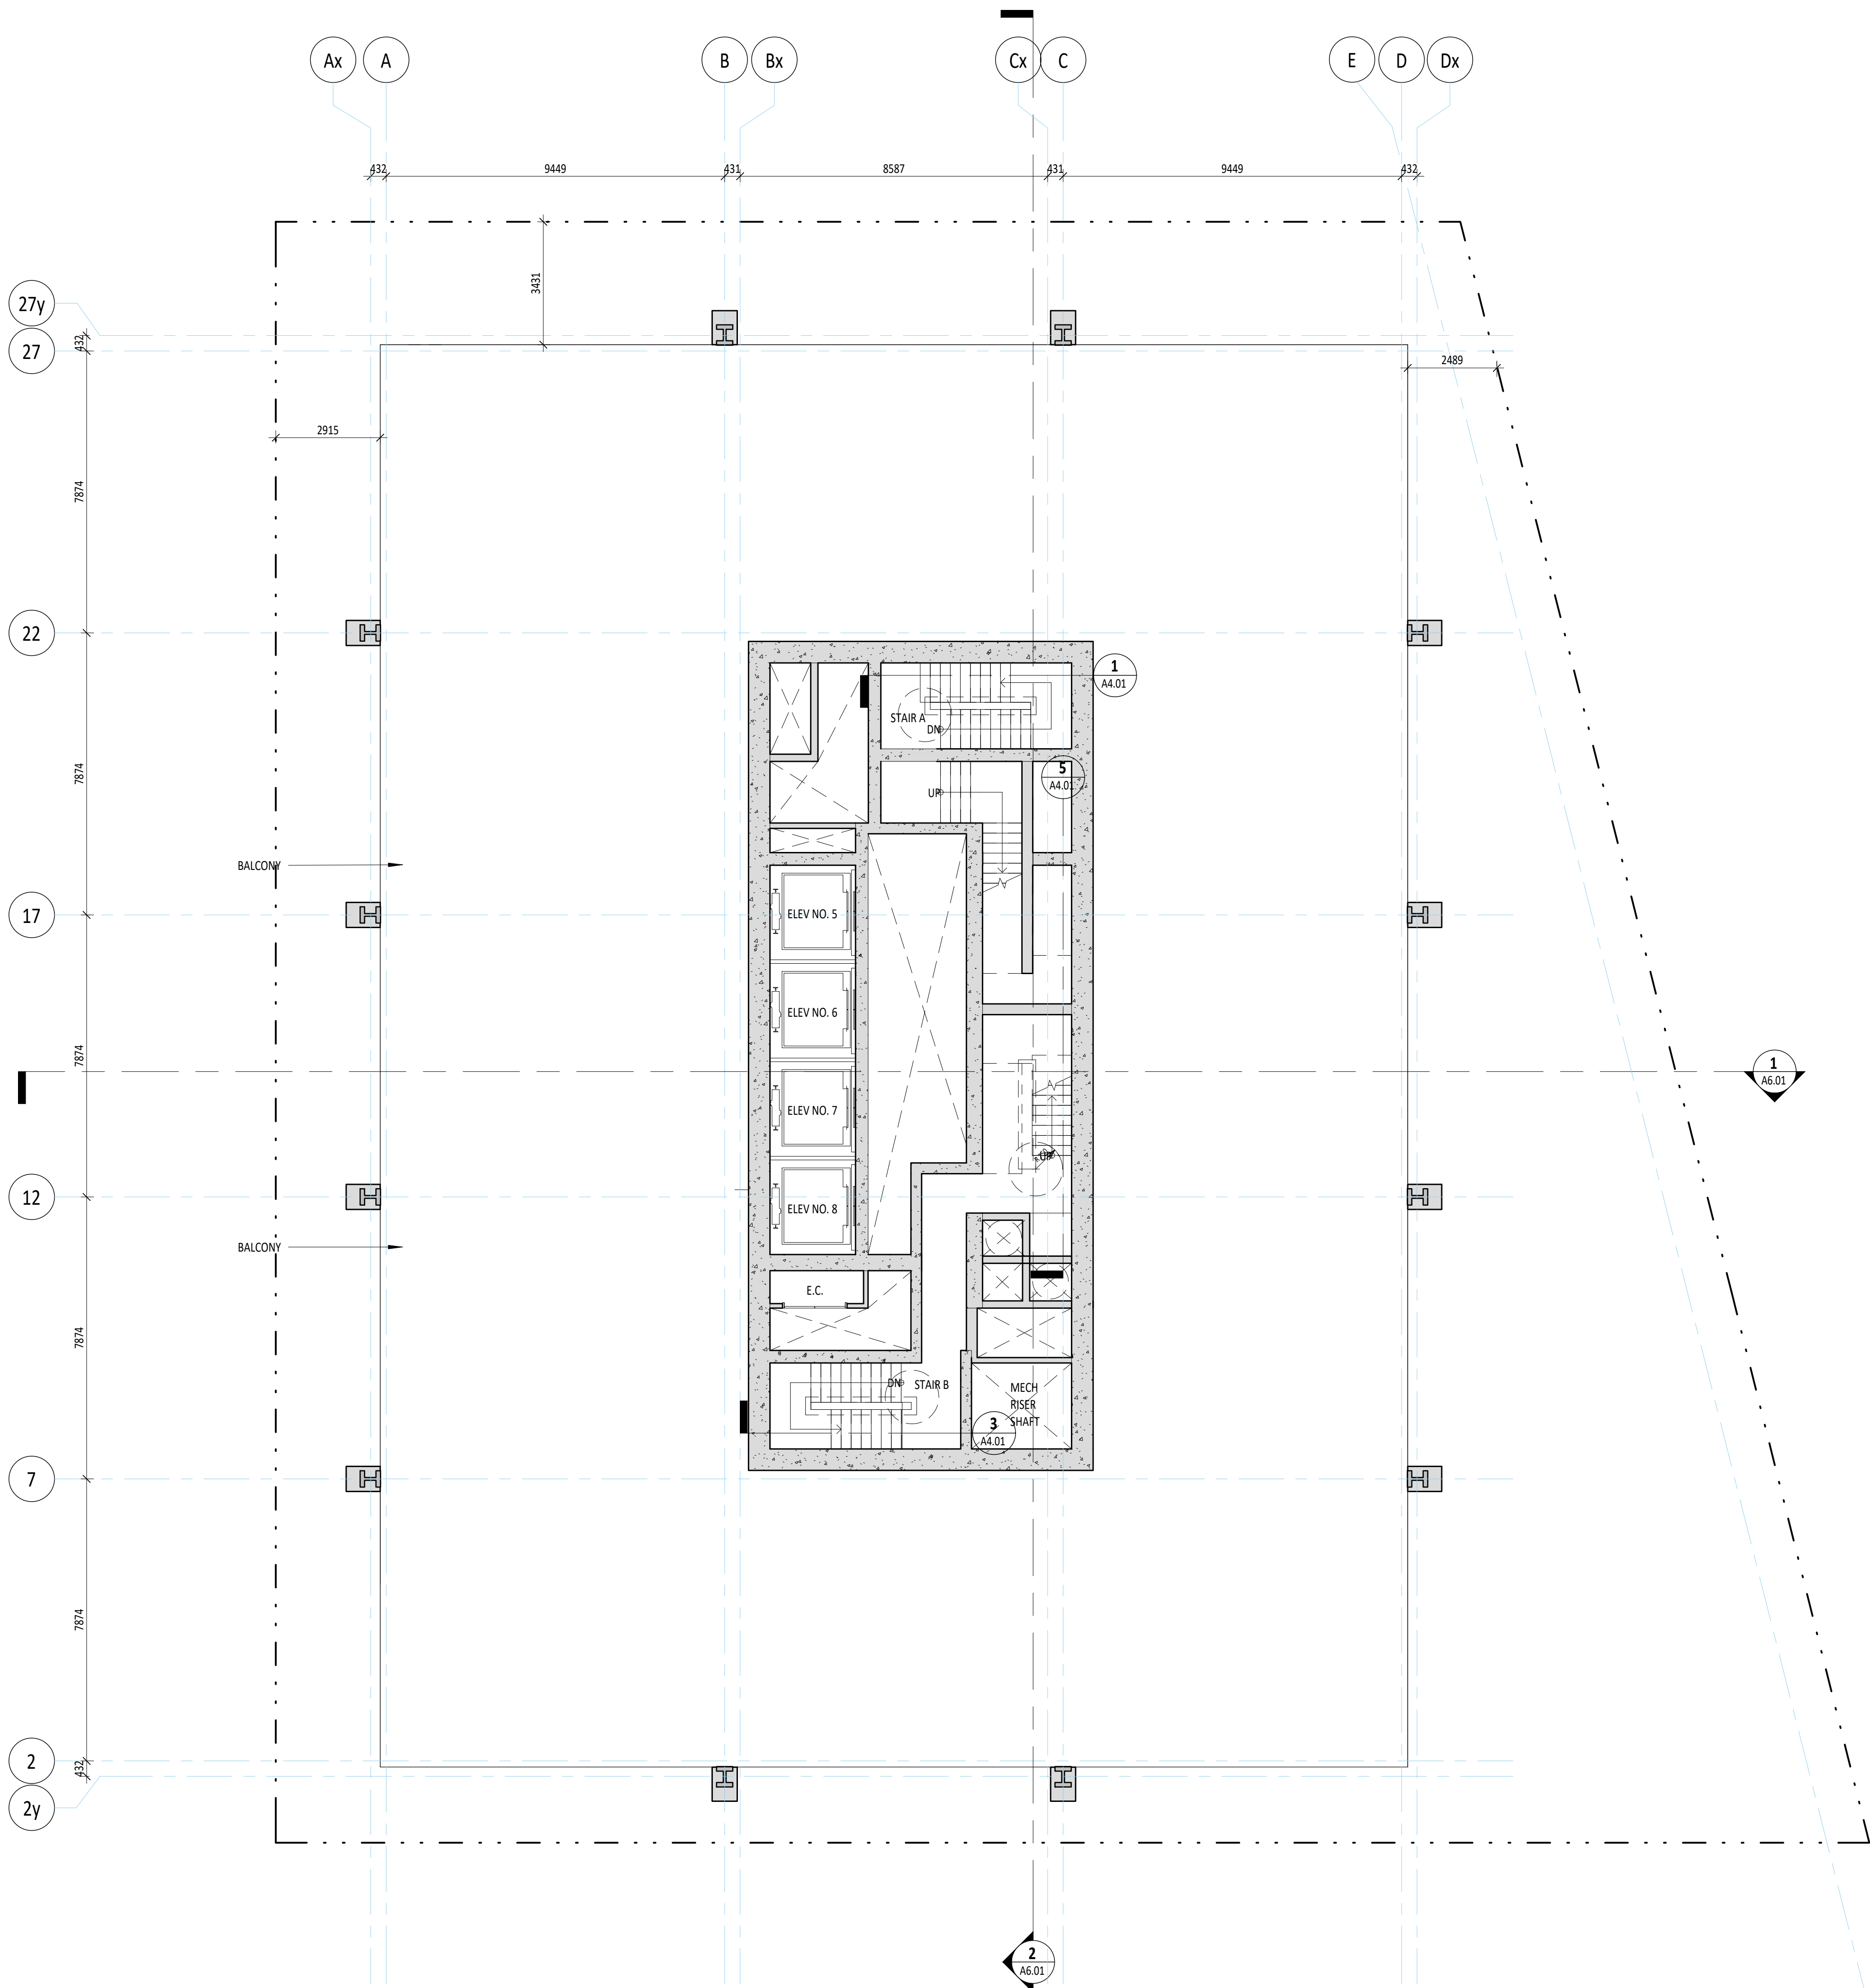 Ax
A
B
Bx
Cx
C
E
D
Dx
432
9449
431
8587
431
9449
432
27y
27
432
3431
2489
2915
7874
22
1
A4.01
STAIR A
DN
7874
5
A4.01
UP
BALCONY
ELEV NO. 5
17
ELEV NO. 6
7874
1
A6.01
ELEV NO. 7
UP
12
ELEV NO. 8
BALCONY
E.C.
7874
DN
STAIR B
MECH
RISER
SHAFT
3
A4.01
7
7874
2
432
2y
2
A6.01